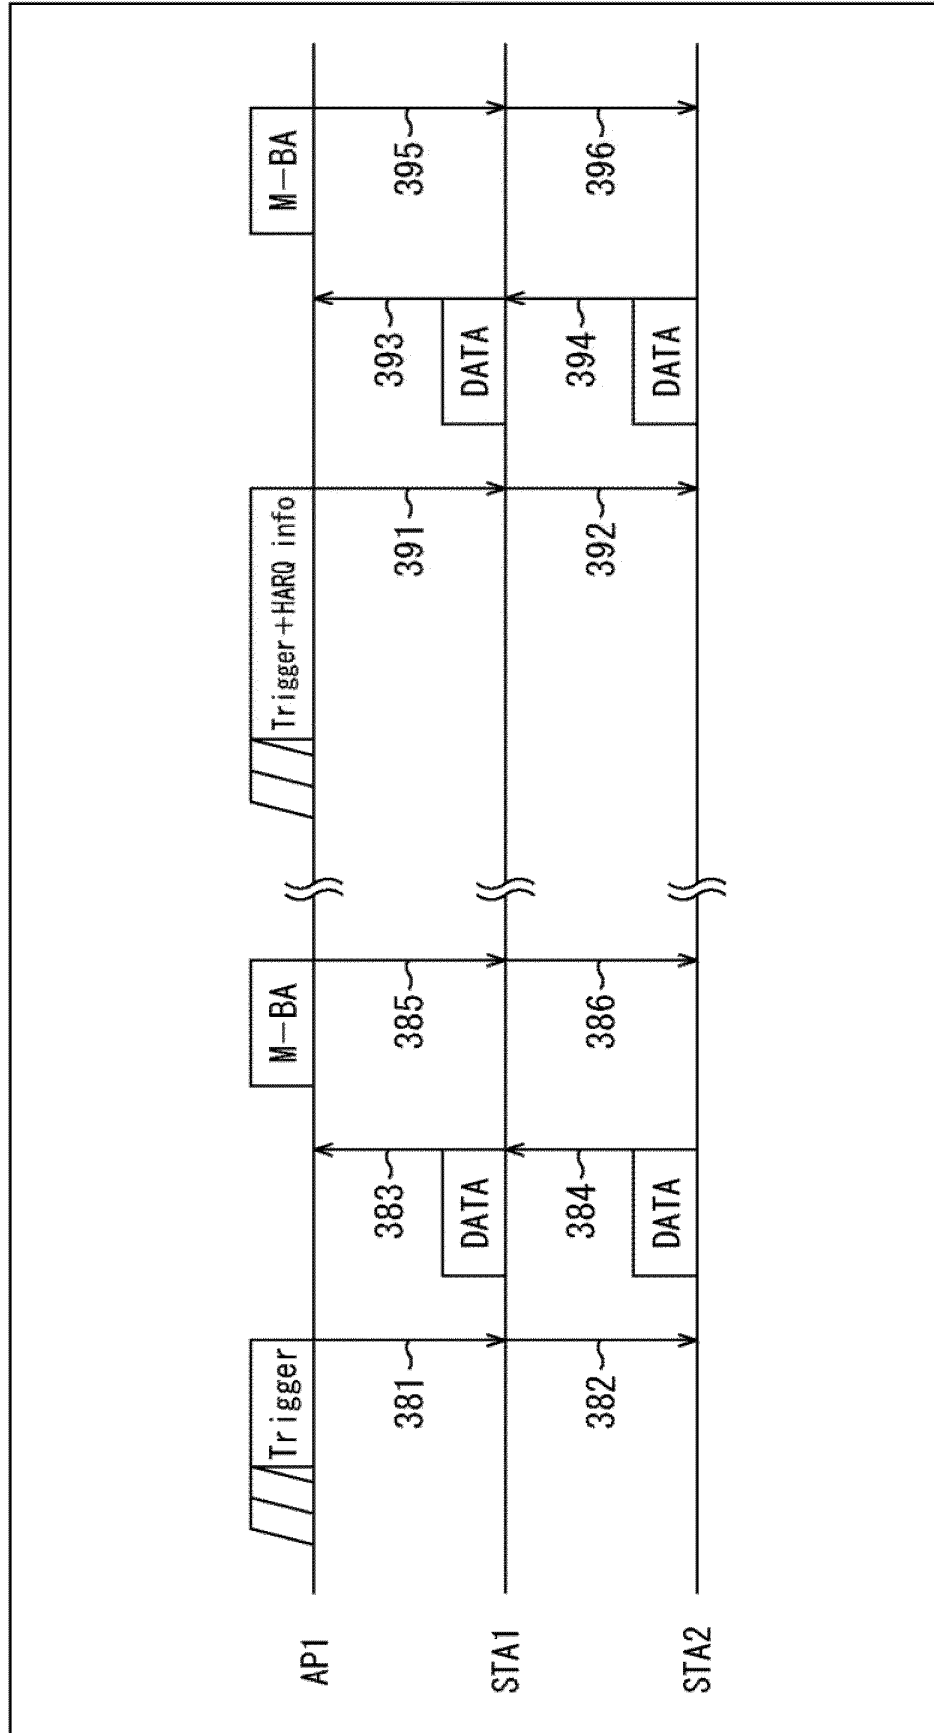 AP1
Trigger
M-BA
Trigger+HARQ info
M-BA
381
383
385
391
393
395
STA1
DATA
DATA
382
384
386
392
394
396
STA2
DATA
DATA